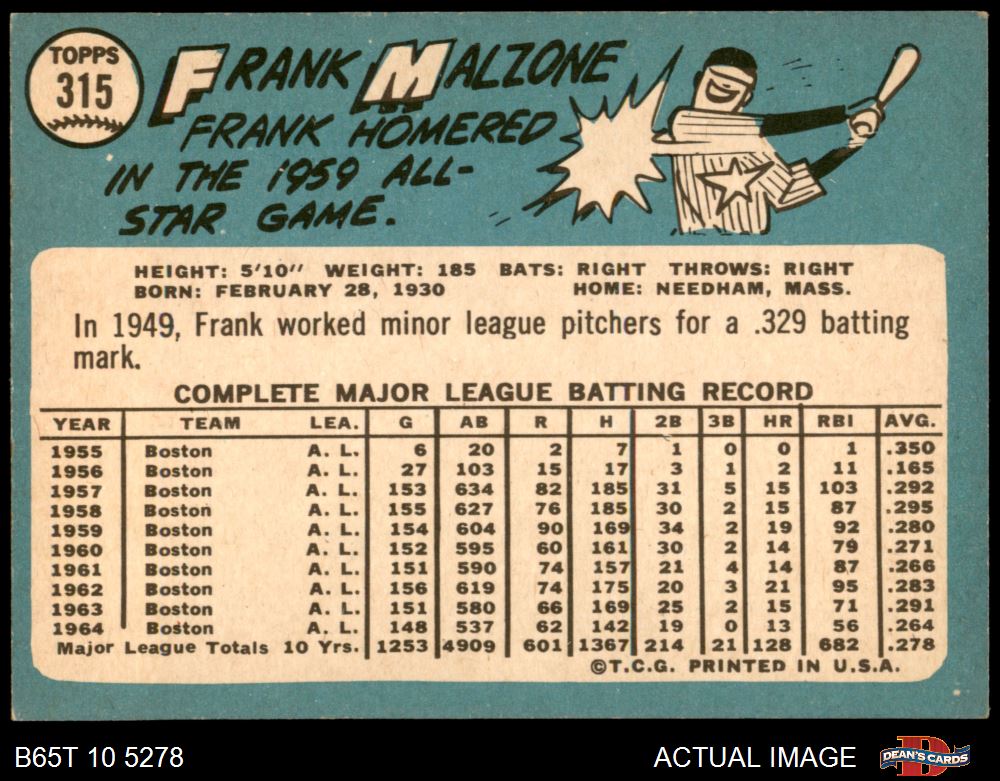 TOPPS
315
FRANK MALZONE
FRANK HOMERED
IN THE 1959 ALL-
STAR GAME.
HEIGHT: 5'10" WEIGHT: 185 BATS: RIGHT THROWS: RIGHT
BORN: FEBRUARY 28, 1930 HOME: NEEDHAM, MASS.
In 1949, Frank worked minor league pitchers for a .329 batting
mark.
COMPLETE MAJOR LEAGUE BATTING RECORD
YEAR TEAM LEA. G AB R H 2B 3B HR RBI AVG.
1955 Boston A. L. 6 20 2 7 1 0 0 1 .350
1956 Boston A. L. 27 103 15 17 3 1 2 11 .165
1957 Boston A. L. 153 634 82 185 31 5 15 103 .292
1958 Boston A. L. 155 627 76 185 30 2 15 87 .295
1959 Boston A. L. 154 604 90 169 34 2 19 92 .280
1960 Boston A. L. 152 595 60 161 30 2 14 79 .271
1961 Boston A. L. 151 590 74 157 21 4 14 87 .266
1962 Boston A. L. 156 619 74 175 20 3 21 95 .283
1963 Boston A. L. 151 580 66 169 25 2 15 71 .291
1964 Boston A. L. 148 537 62 142 19 0 13 56 .264
Major League Totals 10 Yrs. 1253 4909 601 1367 214 21 128 682 .278
©T.C.G. PRINTED IN U.S.A.
B65T 10 5278 ACTUAL IMAGE DEAN'S CARDS